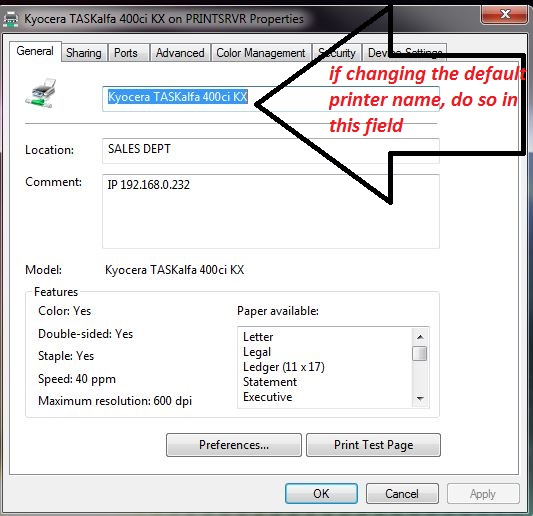 Kyocera TASKalfa 400ci KX on PRINTSRVR Properties
General Sharing Ports Advanced Color Management Security Device Settings
Kyocera TASKalfa 400ci KX
if changing the default
printer name, do so in
this field
Location: SALES DEPT
Comment: IP 192.168.0.232
Model: Kyocera TASKalfa 400ci KX
Features
Color: Yes
Paper available:
Double-sided: Yes
Staple: Yes
Speed: 40 ppm
Maximum resolution: 600 dpi
Letter
Legal
Ledger (11 x 17)
Statement
Executive
Preferences... Print Test Page
OK Cancel Apply